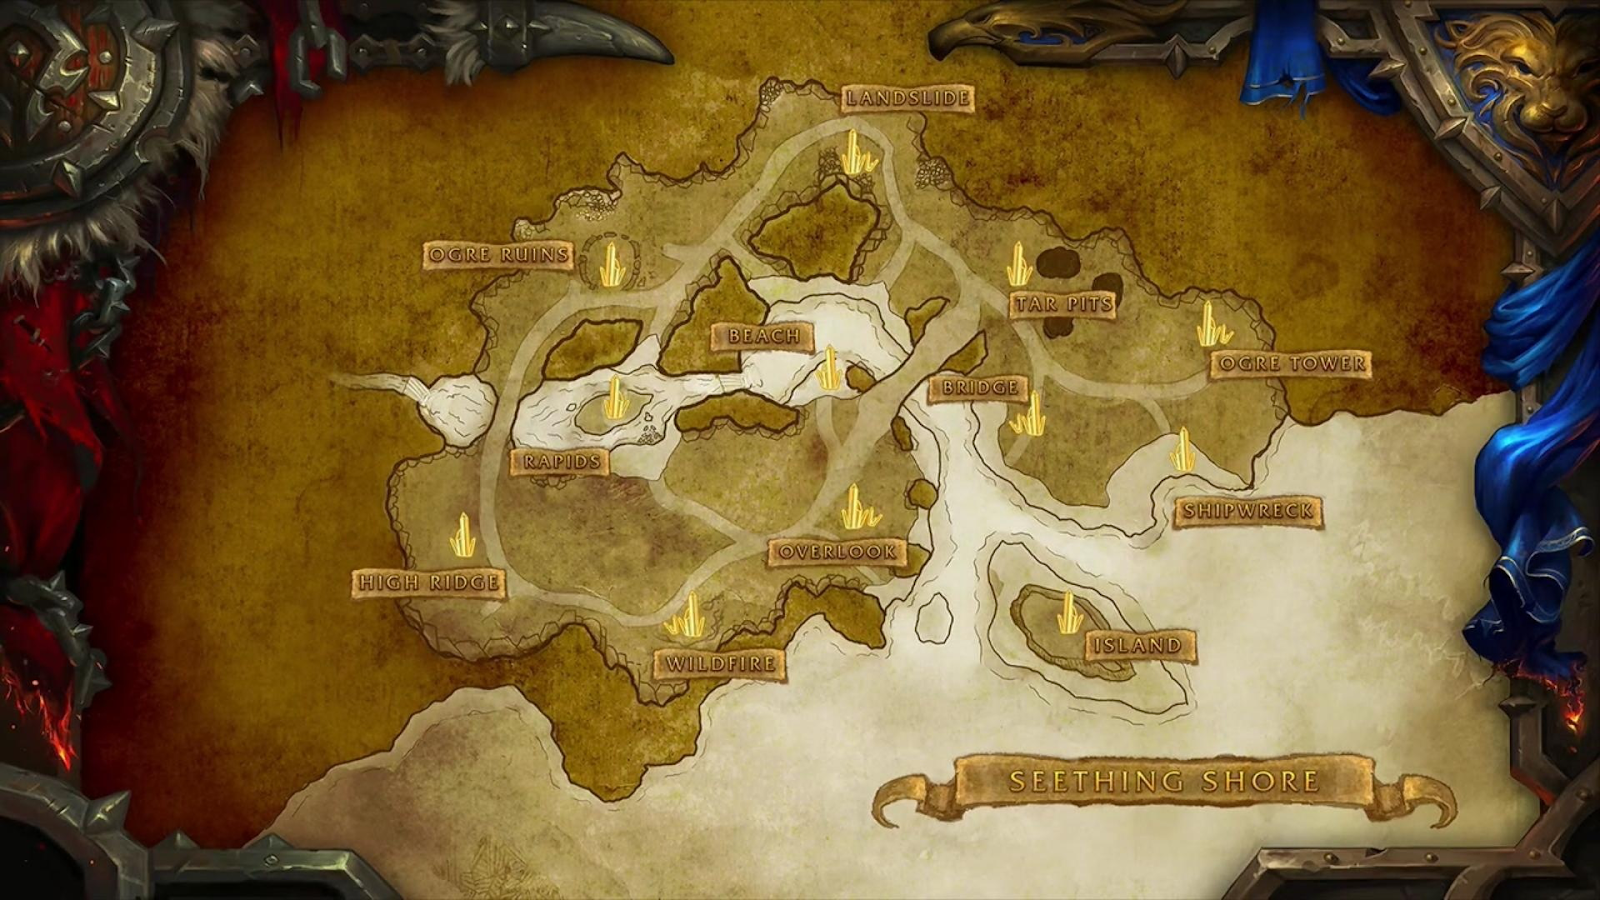 LANDSLIDE
OGRE RUINS
TAR PITS
BEACH
OGRE TOWER
BRIDGE
RAPIDS
SHIPWRECK
OVERLOOK
HIGH RIDGE
ISLAND
WILDFIRE
SEETHING SHORE